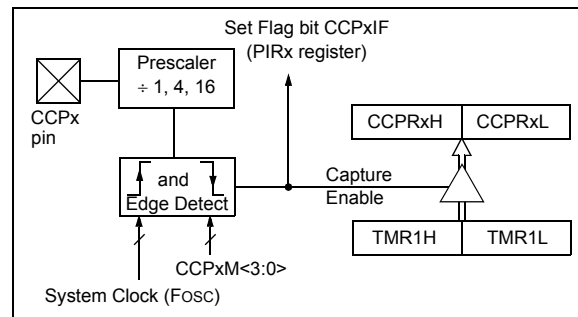 Set Flag bit CCPxIF
(PIRx register)
Prescaler
÷ 1, 4, 16
CCPx
pin
CCPRxH
CCPRxL
and
Edge Detect
Capture
Enable
TMR1H
TMR1L
CCPxM<3:0>
System Clock (FOSC)